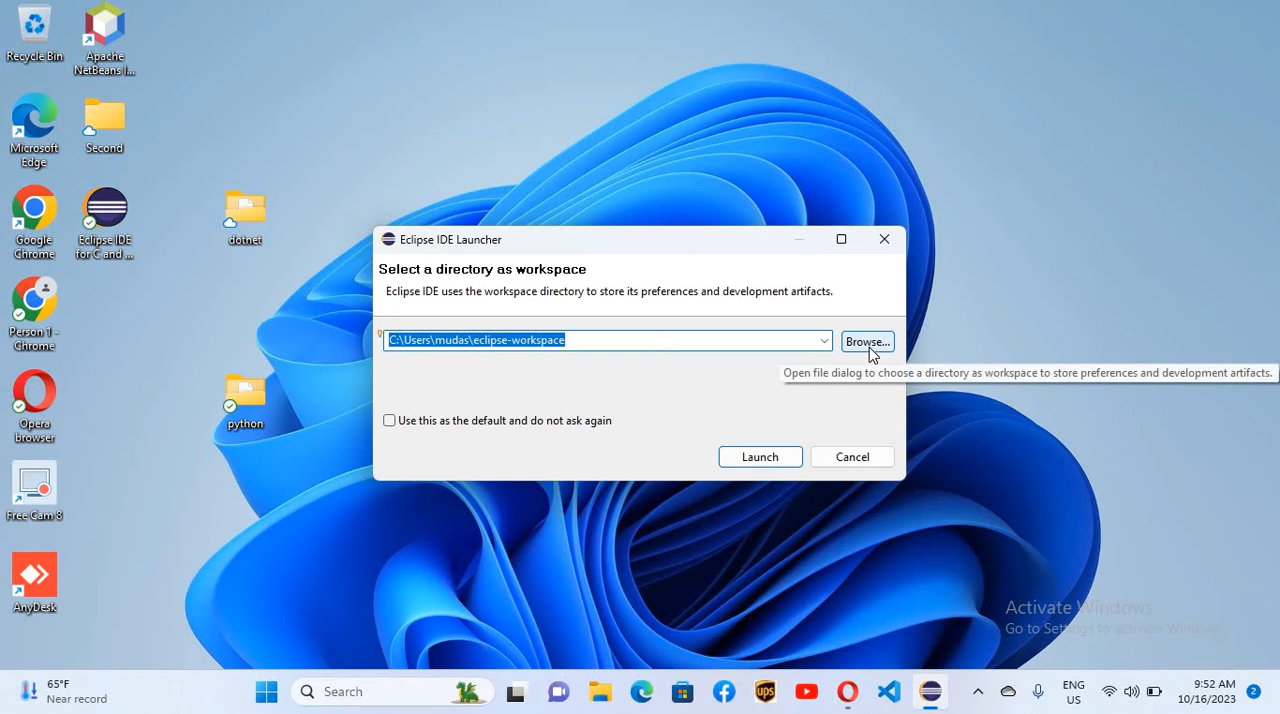 Recycle Bin
Apache
NetBeans I...
Microsoft
Edge
Second
Google
Chrome
Eclipse IDE
for C and ...
dotnet
Person 1 -
Chrome
Opera
browser
python
Free Cam 8
AnyDesk
Eclipse IDE Launcher
Select a directory as workspace
Eclipse IDE uses the workspace directory to store its preferences and development artifacts.
C:\Users\mudas\eclipse-workspace
Browse...
Open file dialog to choose a directory as workspace to store preferences and development artifacts.
Use this as the default and do not ask again
Launch
Cancel
Activate Windows
Go to Settings to activate Windows.
65°F
Near record
Search
ups
ENG
US
9:52 AM
10/16/2023
2